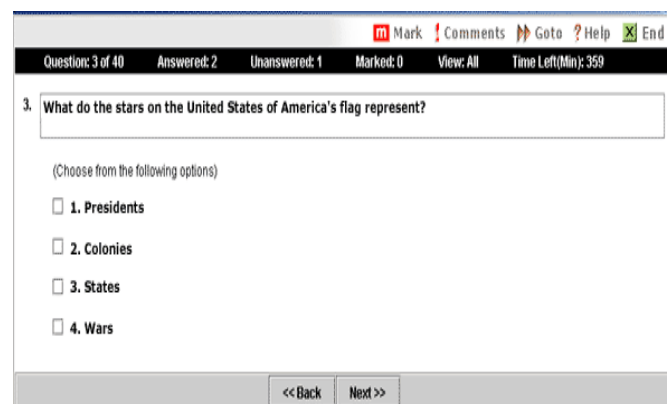 m Mark ! Comments Goto ? Help X End
Question: 3 of 40 Answered: 2 Unanswered: 1 Marked: 0 View: All Time Left(Min): 359
3. What do the stars on the United States of America's flag represent?
(Choose from the following options)
1. Presidents
2. Colonies
3. States
4. Wars
<< Back Next >>